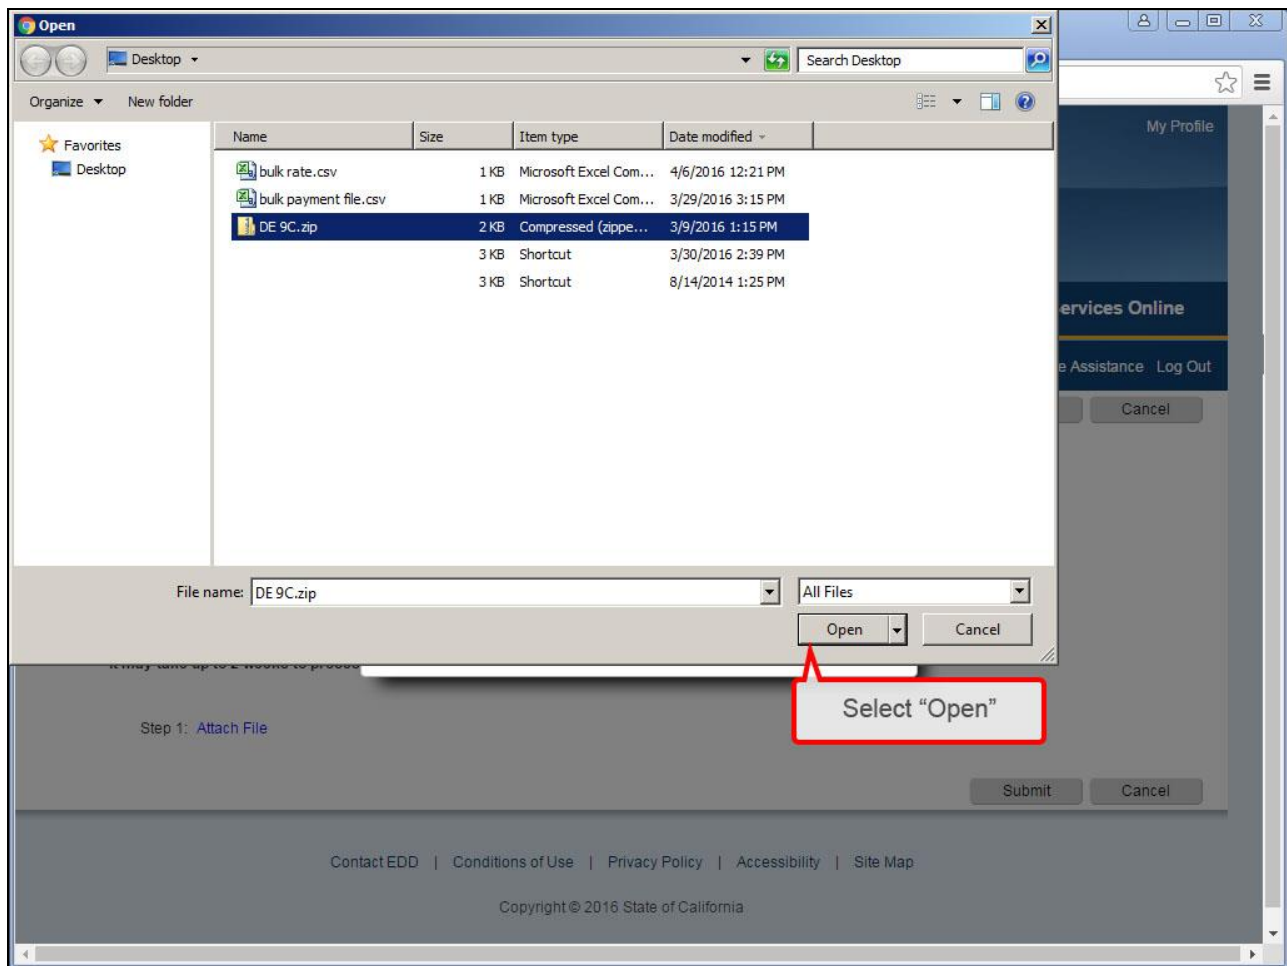 Open
Desktop
Search Desktop
Organize New folder
My Profile
Favorites
Desktop
Name Size Item type Date modified
bulk rate.csv 1 KB Microsoft Excel Com... 4/6/2016 12:21 PM
bulk payment file.csv 1 KB Microsoft Excel Com... 3/29/2016 3:15 PM
DE 9C.zip 2 KB Compressed (zippe... 3/9/2016 1:15 PM
3 KB Shortcut 3/30/2016 2:39 PM
3 KB Shortcut 8/14/2014 1:25 PM
ervices Online
e Assistance Log Out
Cancel
File name: DE 9C.zip All Files
Open Cancel
Select “Open”
Step 1: Attach File
Submit Cancel
Contact EDD | Conditions of Use | Privacy Policy | Accessibility | Site Map
Copyright © 2016 State of California